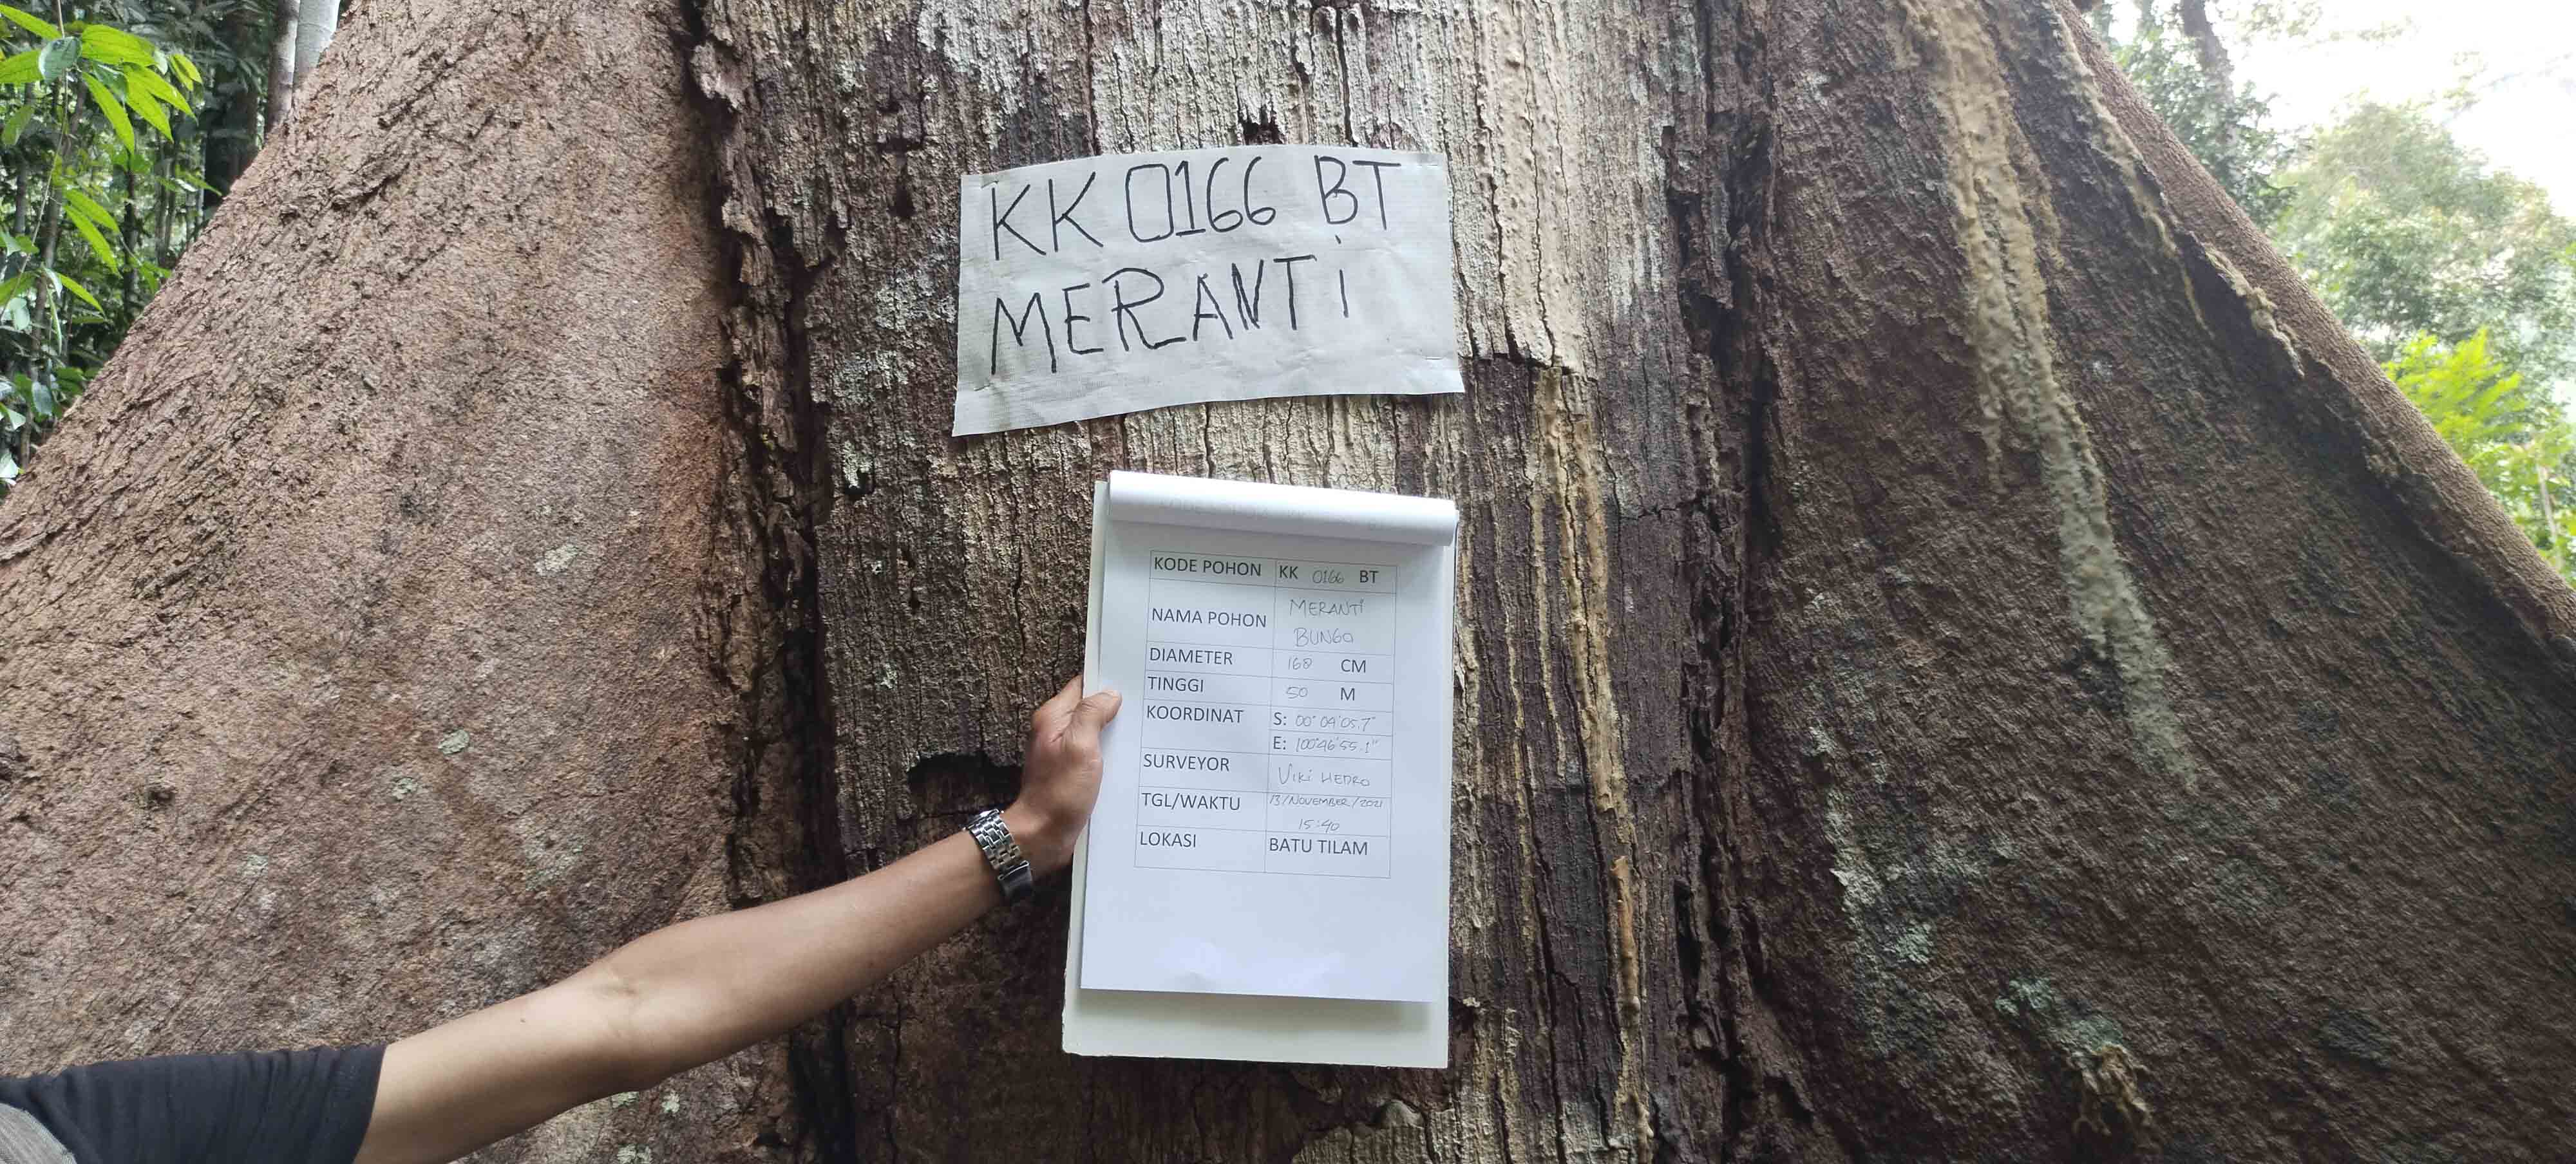 KK 0166 BT
MERANTi
KODE POHON KK 0166 BT
NAMA POHON MERANTi
BUNGO
DIAMETER 168 CM
TINGGI 50 M
KOORDINAT S: 00° 04' 05.7"
E: 100° 46' 55.1"
SURVEYOR ViKi HEDRO
TGL/WAKTU 13/NOVEMBER/2021
15:40
LOKASI BATU TILAM